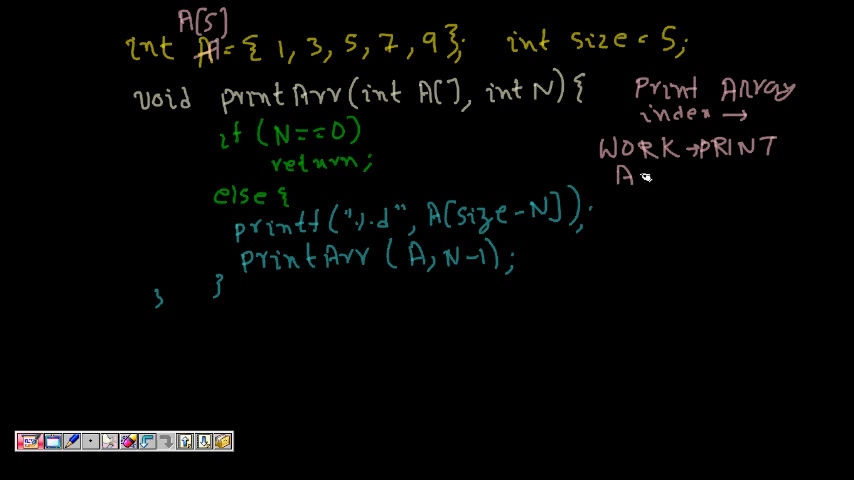 A[5]
int A = { 1, 3, 5, 7, 9}; int size = 5;
void printArr(int A[], int N) {
Print Array
index →
if (N==0)
return;
WORK → PRINT
A
else {
printf("%d", A[size-N]);
printArr (A, N-1);
}
}